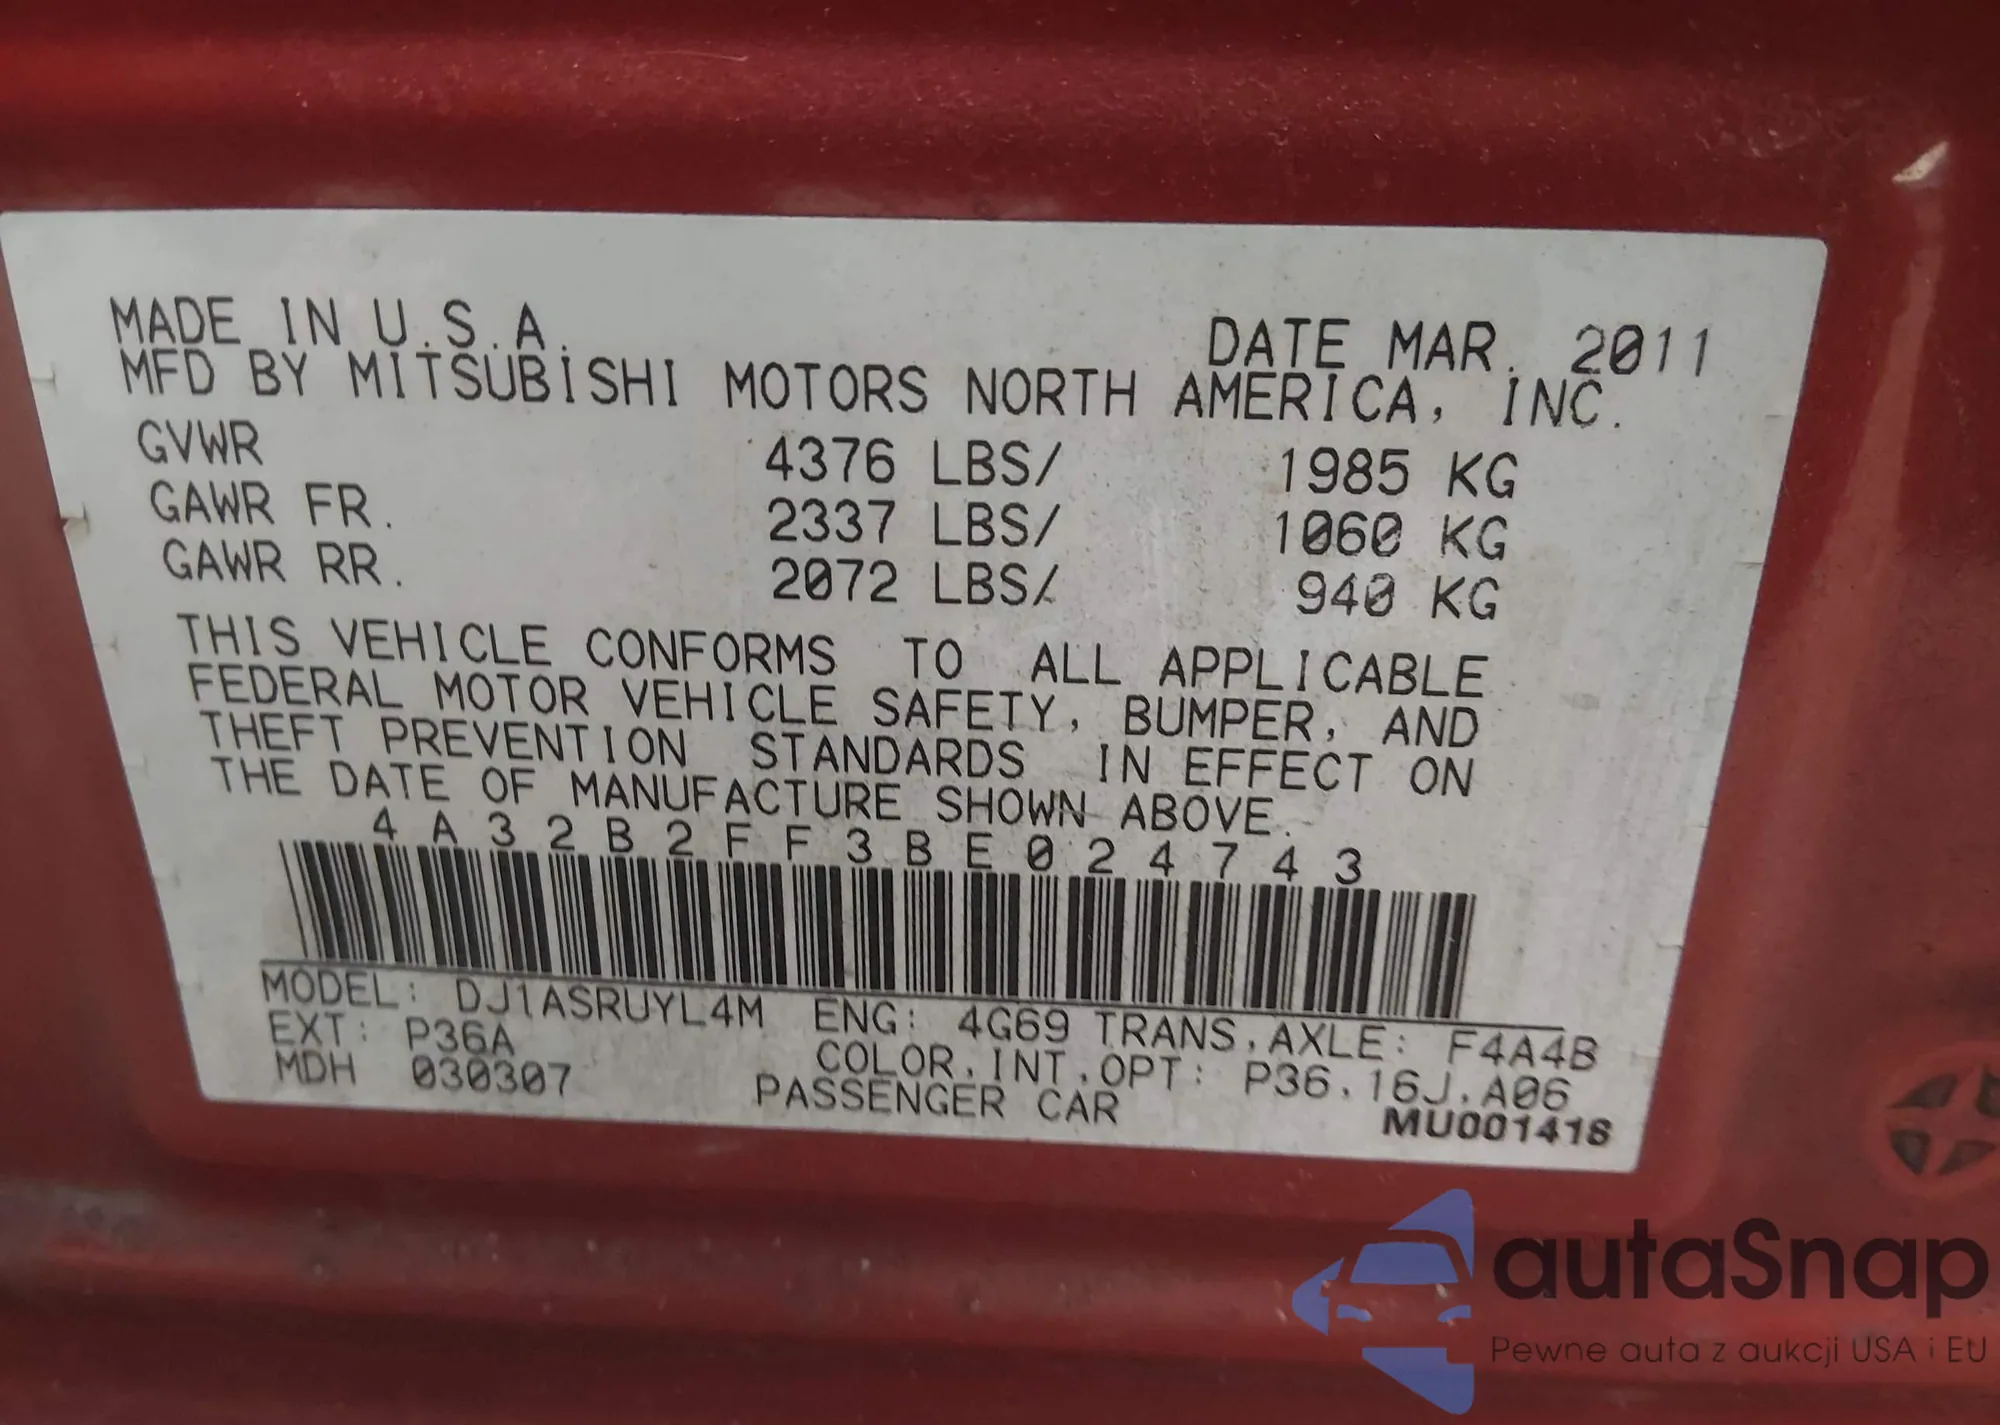 MADE IN U.S.A. DATE MAR. 2011
MFD BY MITSUBISHI MOTORS NORTH AMERICA, INC.
GVWR 4376 LBS/ 1985 KG
GAWR FR. 2337 LBS/ 1060 KG
GAWR RR. 2072 LBS/ 940 KG
THIS VEHICLE CONFORMS TO ALL APPLICABLE
FEDERAL MOTOR VEHICLE SAFETY, BUMPER, AND
THEFT PREVENTION STANDARDS IN EFFECT ON
THE DATE OF MANUFACTURE SHOWN ABOVE.
4A32B2FF3BE024743
MODEL: DJ1ASRUYL4M ENG: 4G69 TRANS,AXLE: F4A4B
EXT: P36A COLOR,INT,OPT: P36,16J,A06
MDH 030307 PASSENGER CAR
MU001418
autaSnap
Pewne auta z aukcji USA i EU